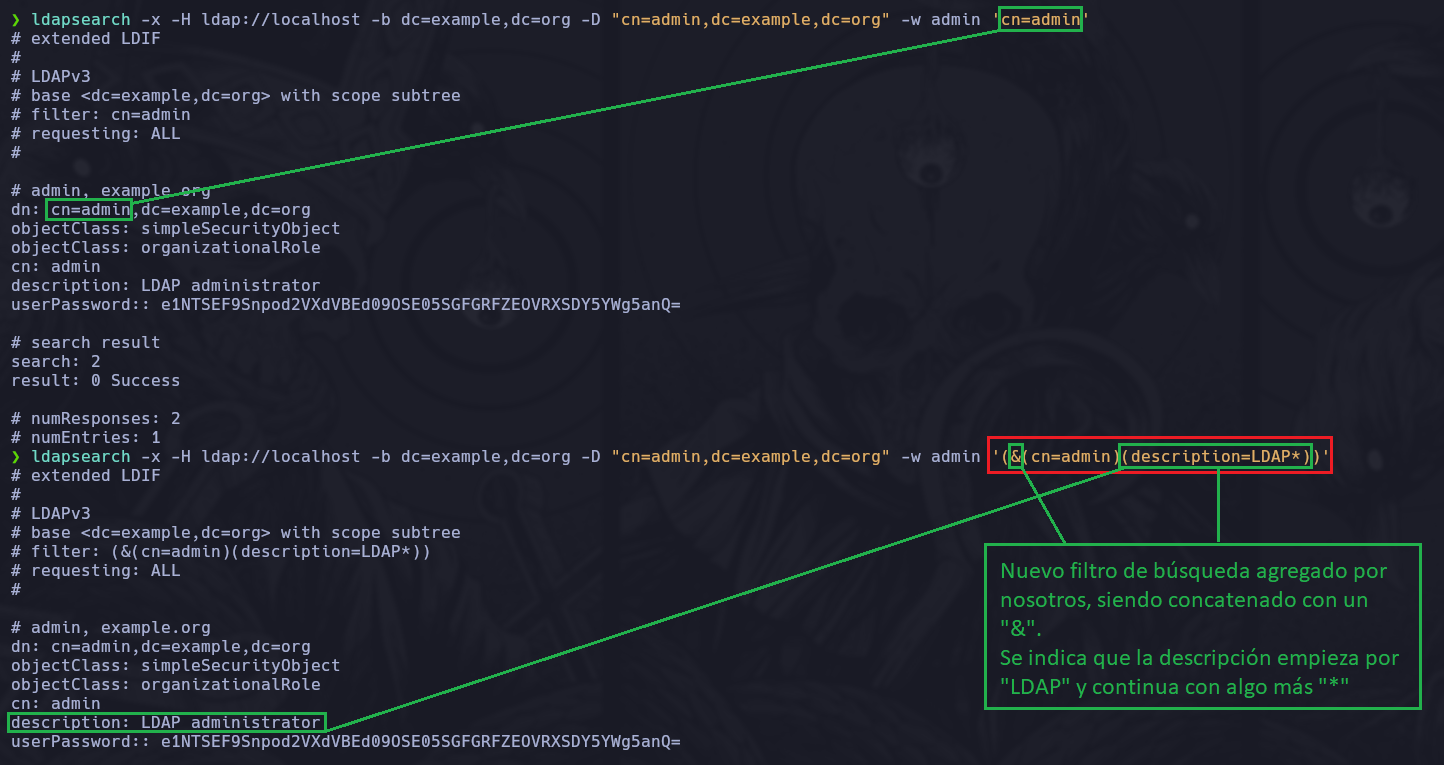 ❯ ldapsearch -x -H ldap://localhost -b dc=example,dc=org -D "cn=admin,dc=example,dc=org" -w admin 'cn=admin'
# extended LDIF
#
# LDAPv3
# base <dc=example,dc=org> with scope subtree
# filter: cn=admin
# requesting: ALL
#
# admin, example.org
dn: cn=admin,dc=example,dc=org
objectClass: simpleSecurityObject
objectClass: organizationalRole
cn: admin
description: LDAP administrator
userPassword:: e1NTSEF9Snpod2VXdVBEd09OSE05SGFGRFZEOVRXSDY5YWg5anQ=
# search result
search: 2
result: 0 Success
# numResponses: 2
# numEntries: 1
❯ ldapsearch -x -H ldap://localhost -b dc=example,dc=org -D "cn=admin,dc=example,dc=org" -w admin '(&(cn=admin)(description=LDAP*))'
# extended LDIF
#
# LDAPv3
# base <dc=example,dc=org> with scope subtree
# filter: (&(cn=admin)(description=LDAP*))
# requesting: ALL
#
# admin, example.org
dn: cn=admin,dc=example,dc=org
objectClass: simpleSecurityObject
objectClass: organizationalRole
cn: admin
description: LDAP administrator
userPassword:: e1NTSEF9Snpod2VXdVBEd09OSE05SGFGRFZEOVRXSDY5YWg5anQ=
Nuevo filtro de búsqueda agregado por
nosotros, siendo concatenado con un
"&".
Se indica que la descripción empieza por
"LDAP" y continua con algo más "*"